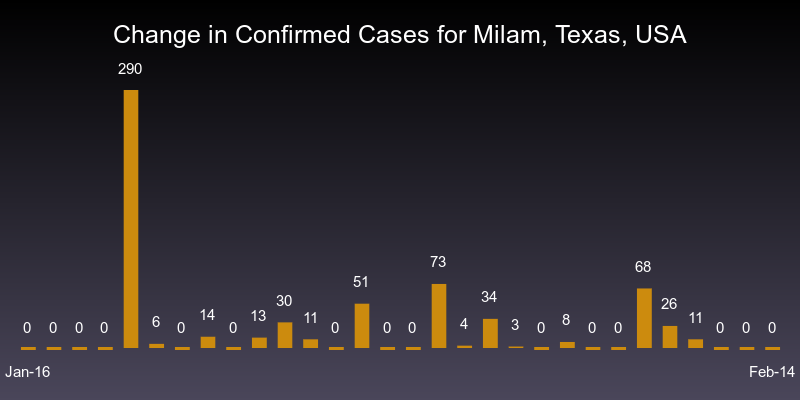 Change in Confirmed Cases for Milam, Texas, USA
0 0 0 0 290 6 0 14 0 13 30 11 0 51 0 0 73 4 34 3 0 8 0 0 68 26 11 0 0 0
Jan-16 Feb-14